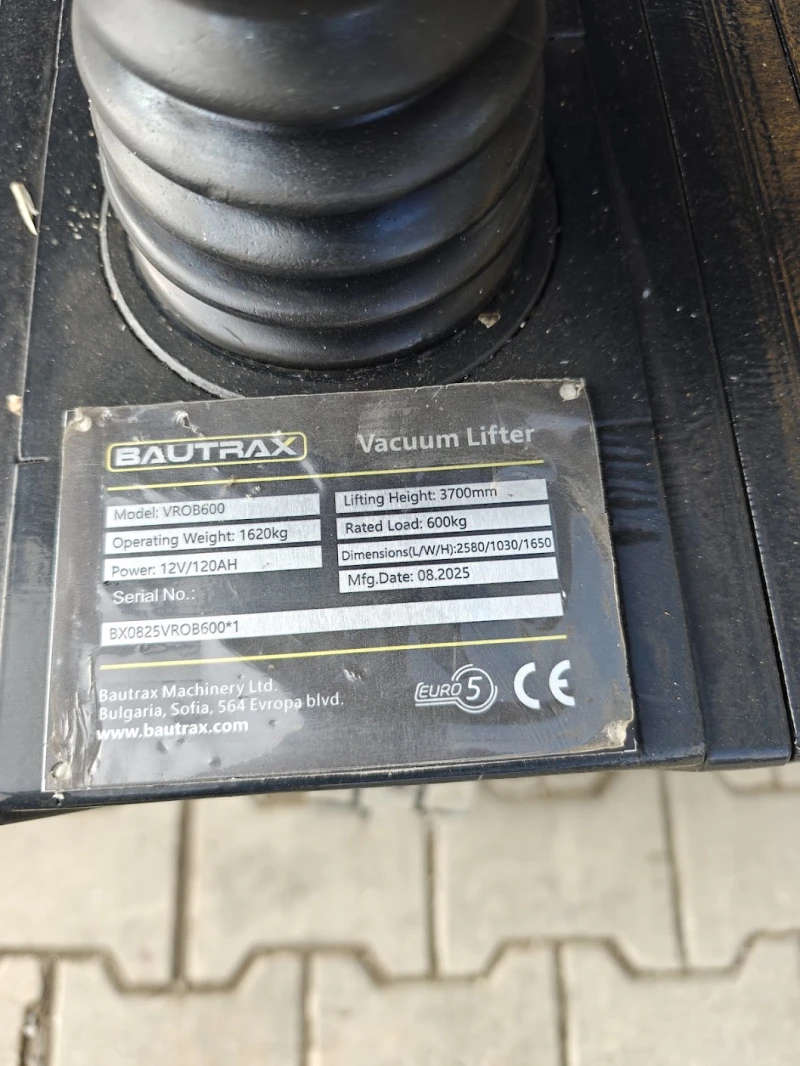 BAUTRAX
Vacuum Lifter
Model: VROB600
Operating Weight: 1620kg
Power: 12V/120AH
Lifting Height: 3700mm
Rated Load: 600kg
Dimensions(L/W/H):2580/1030/1650
Mfg.Date: 08.2025
Serial No.:
BX0825VROB600*1
Bautrax Machinery Ltd.
Bulgaria, Sofia, 564 Evropa blvd.
www.bautrax.com
EURO 5
CE